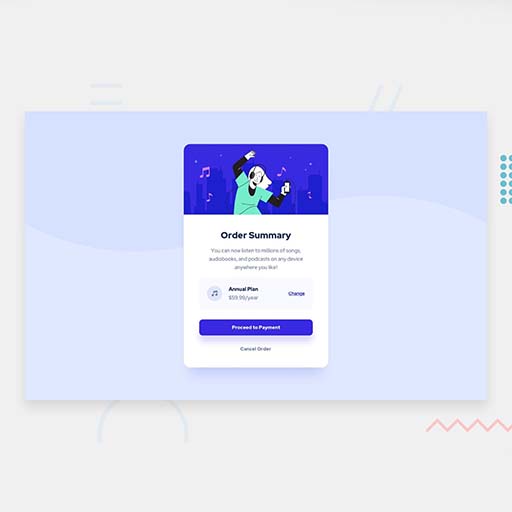 Order Summary
You can now listen to millions of songs,
audiobooks, and podcasts on any device
anywhere you like!
Annual Plan
$59.99/year
Change
Proceed to Payment
Cancel Order